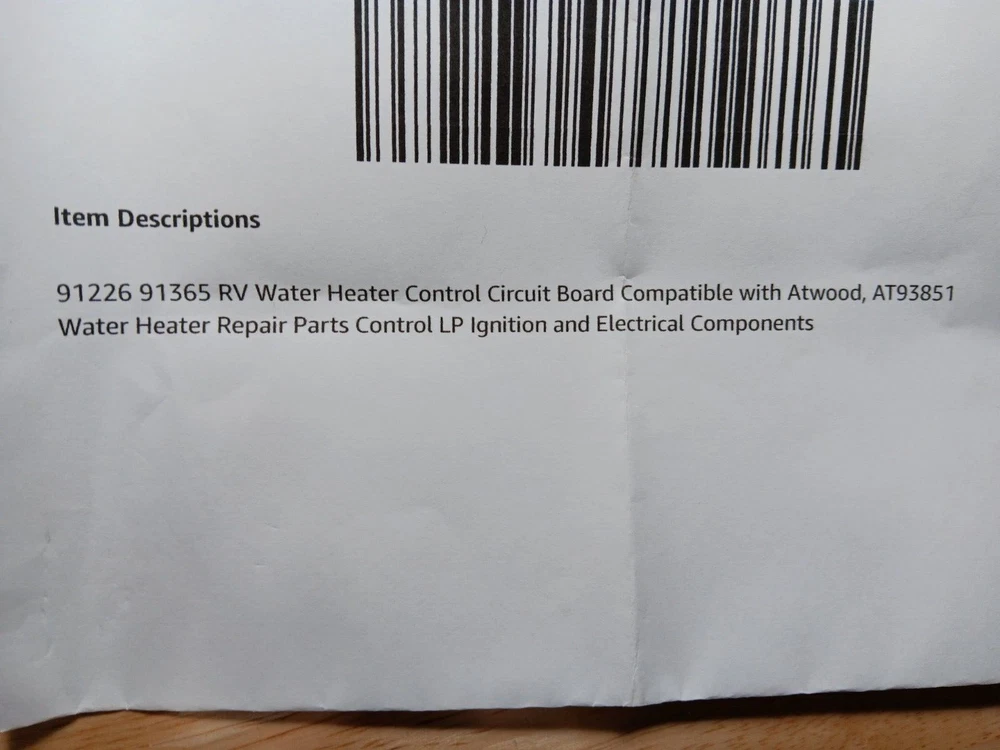 Item Descriptions
91226 91365 RV Water Heater Control Circuit Board Compatible with Atwood, AT93851
Water Heater Repair Parts Control LP Ignition and Electrical Components